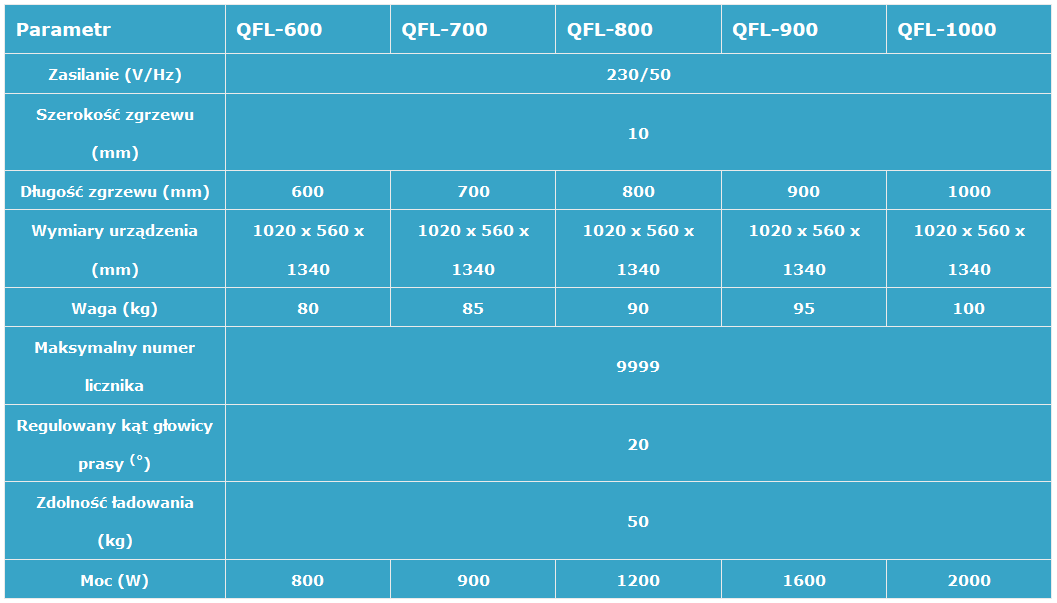 Parametr QFL-600 QFL-700 QFL-800 QFL-900 QFL-1000
Zasilanie (V/Hz) 230/50
Szerokość zgrzewu
(mm)
10
Długość zgrzewu (mm) 600 700 800 900 1000
Wymiary urządzenia 1020 x 560 x 1020 x 560 x 1020 x 560 x 1020 x 560 x 1020 x 560 x
(mm) 1340 1340 1340 1340 1340
Waga (kg) 80 85 90 95 100
Maksymalny numer
licznika
9999
Regulowany kąt głowicy
prasy (°)
20
Zdolność ładowania
(kg)
50
Moc (W) 800 900 1200 1600 2000